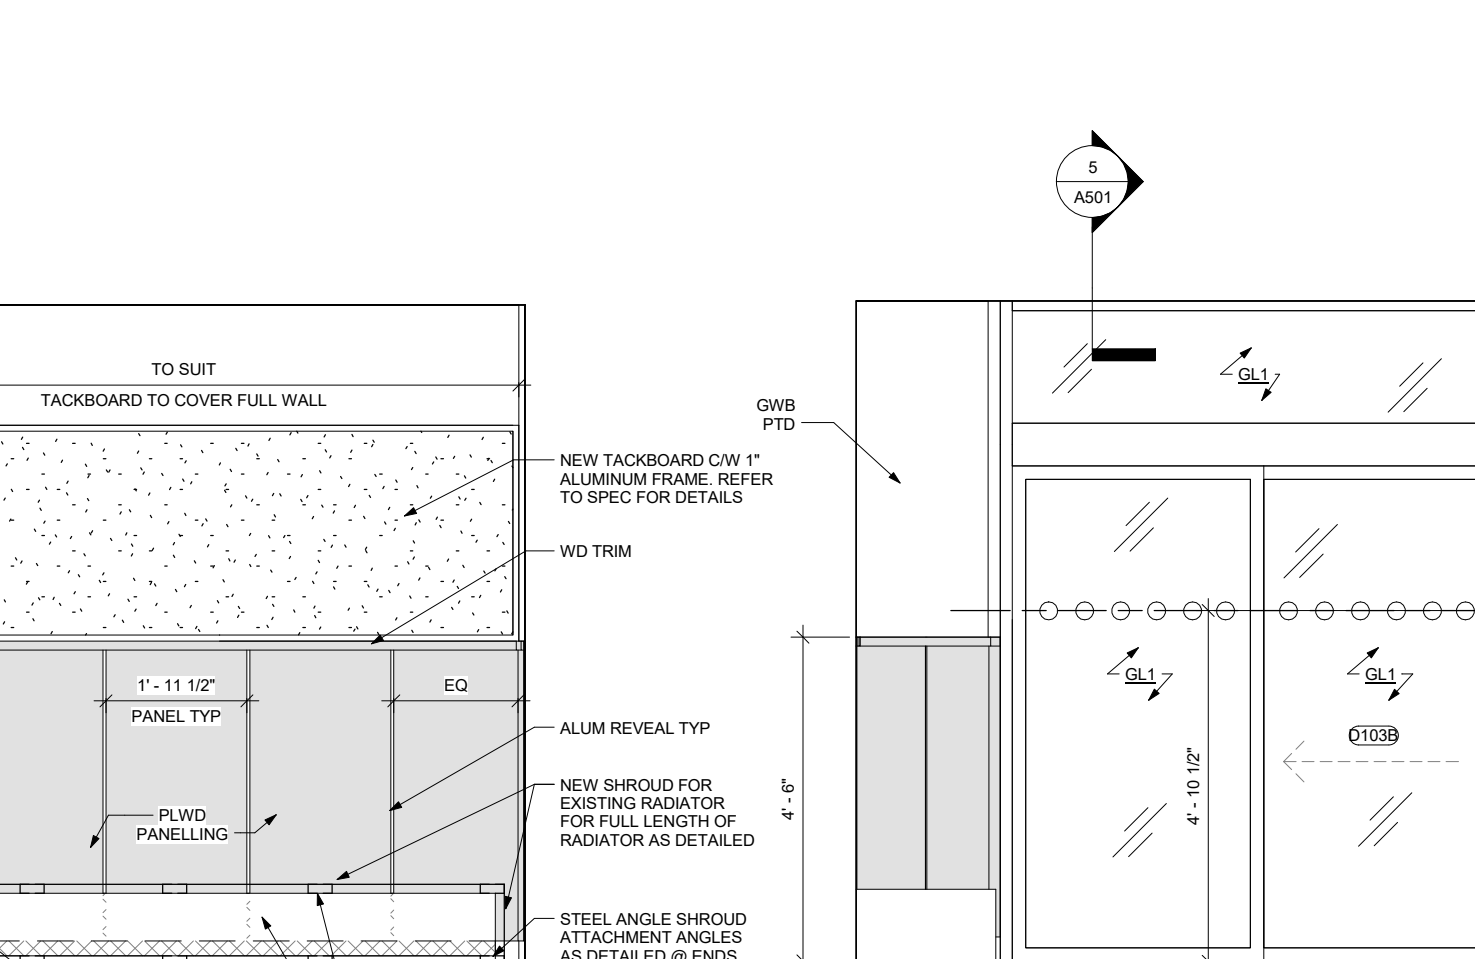 5
A501
TO SUIT
TACKBOARD TO COVER FULL WALL
NEW TACKBOARD C/W 1"
ALUMINUM FRAME. REFER
TO SPEC FOR DETAILS
WD TRIM
1' - 11 1/2"
PANEL TYP
EQ
ALUM REVEAL TYP
NEW SHROUD FOR
EXISTING RADIATOR
FOR FULL LENGTH OF
RADIATOR AS DETAILED
PLWD
PANELLING
STEEL ANGLE SHROUD
ATTACHMENT ANGLES
AS DETAILED @ ENDS
GWB
PTD
GL1
GL1
GL1
D103B
4' - 6"
4' - 10 1/2"